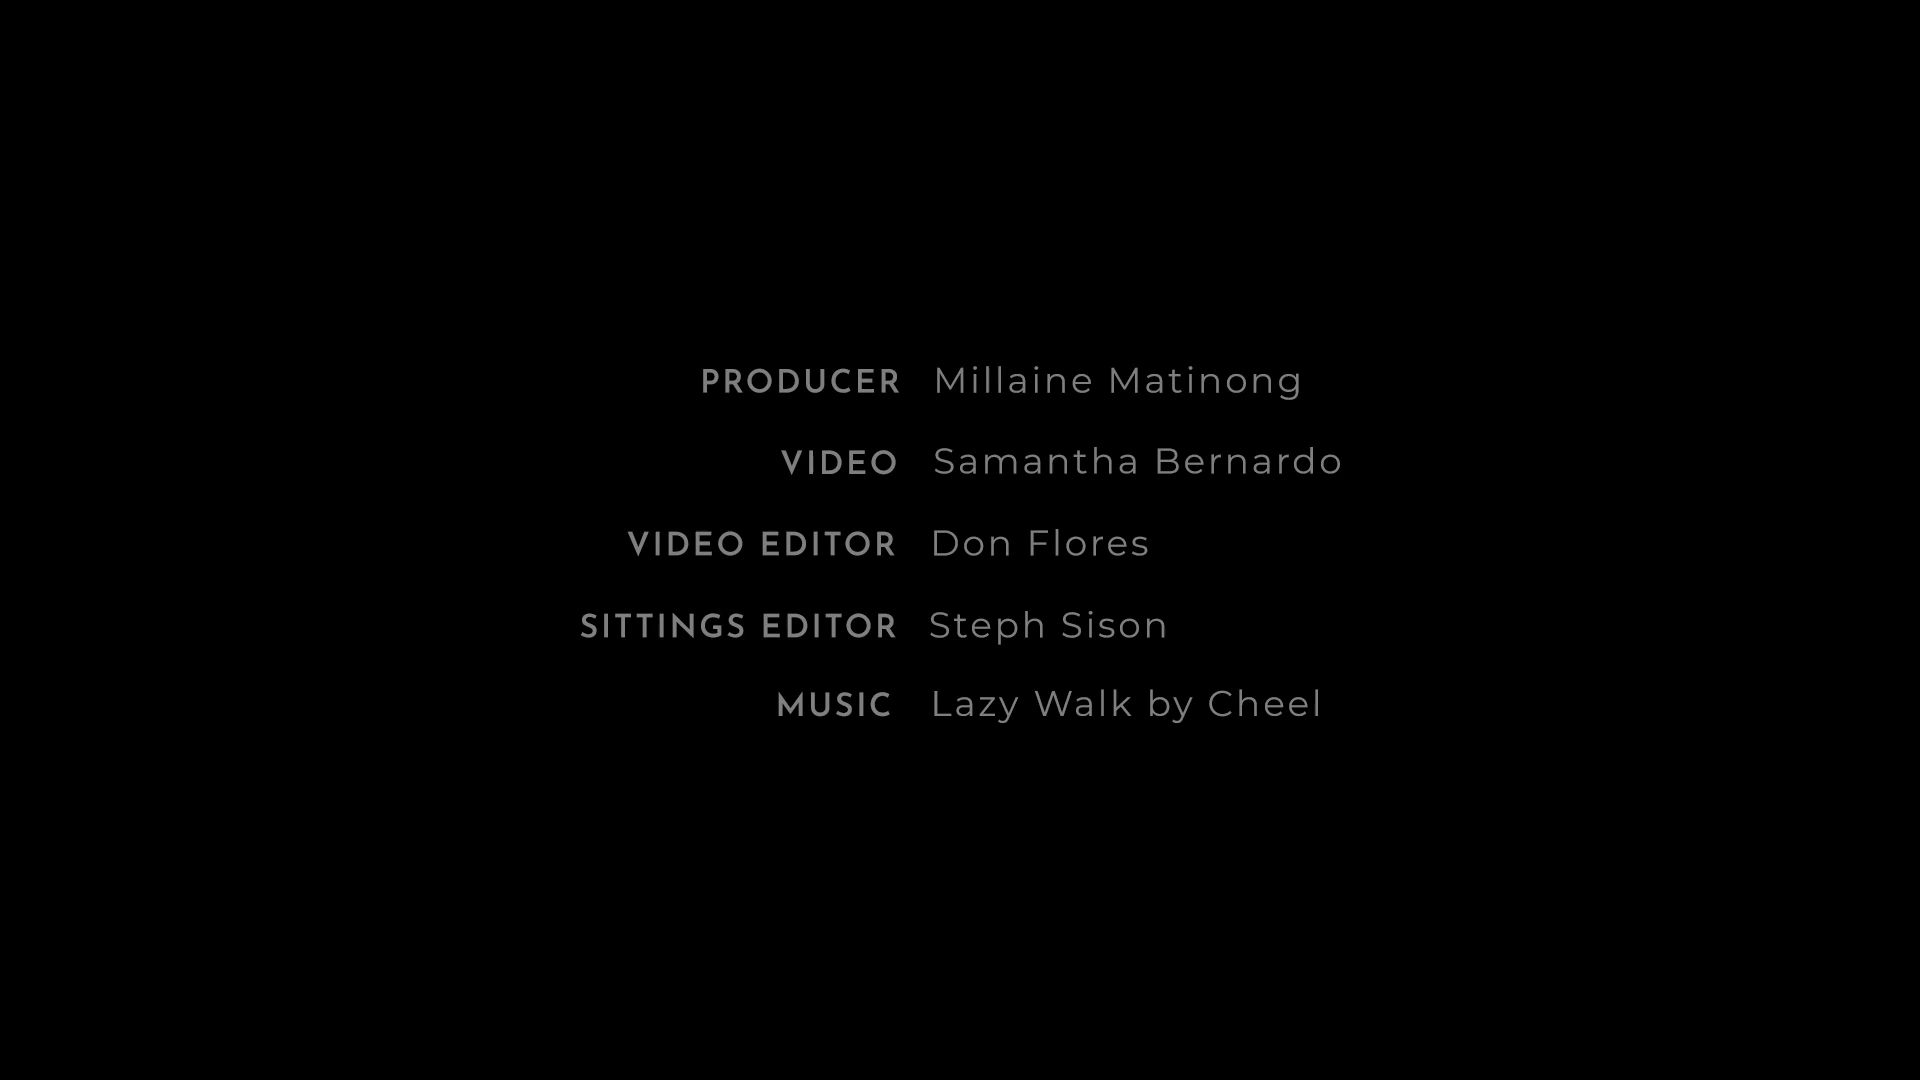 PRODUCER Millaine Matinong
VIDEO Samantha Bernardo
VIDEO EDITOR Don Flores
SITTINGS EDITOR Steph Sison
MUSIC Lazy Walk by Cheel